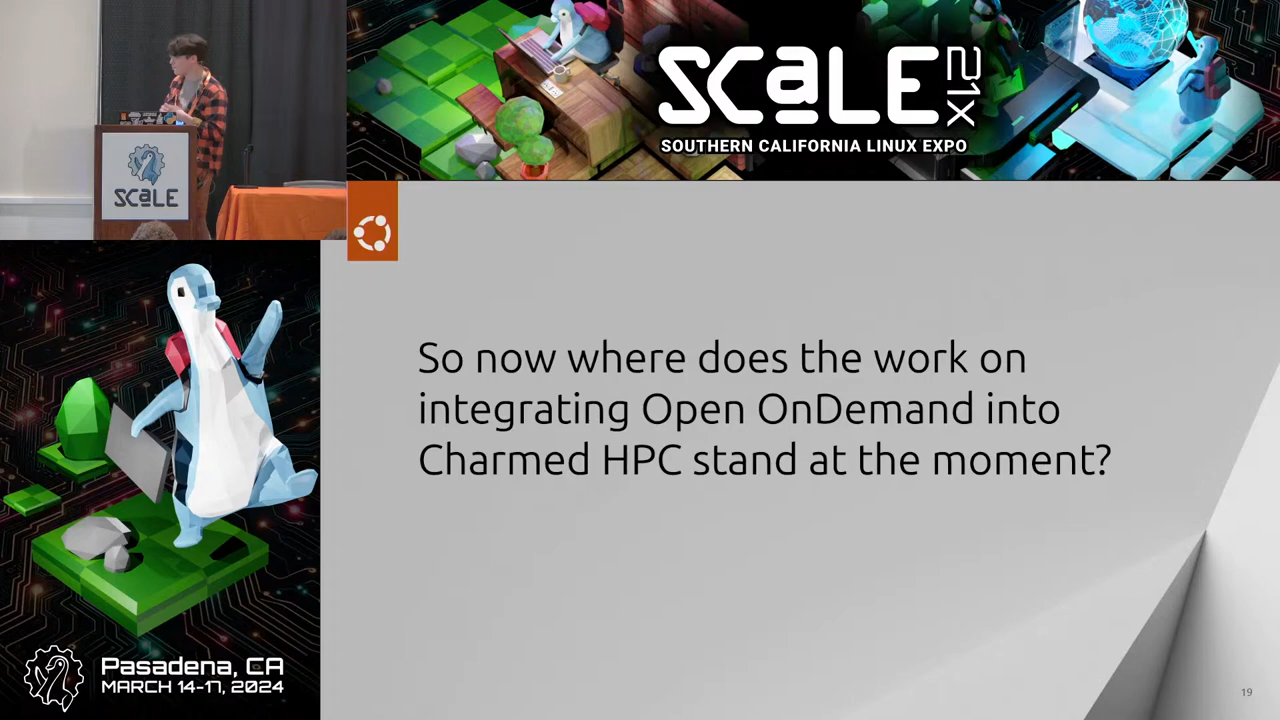 SCALE
21X
SOUTHERN CALIFORNIA LINUX EXPO
SCALE
So now where does the work on
integrating Open OnDemand into
Charmed HPC stand at the moment?
Pasadena, CA
MARCH 14-17, 2024
19